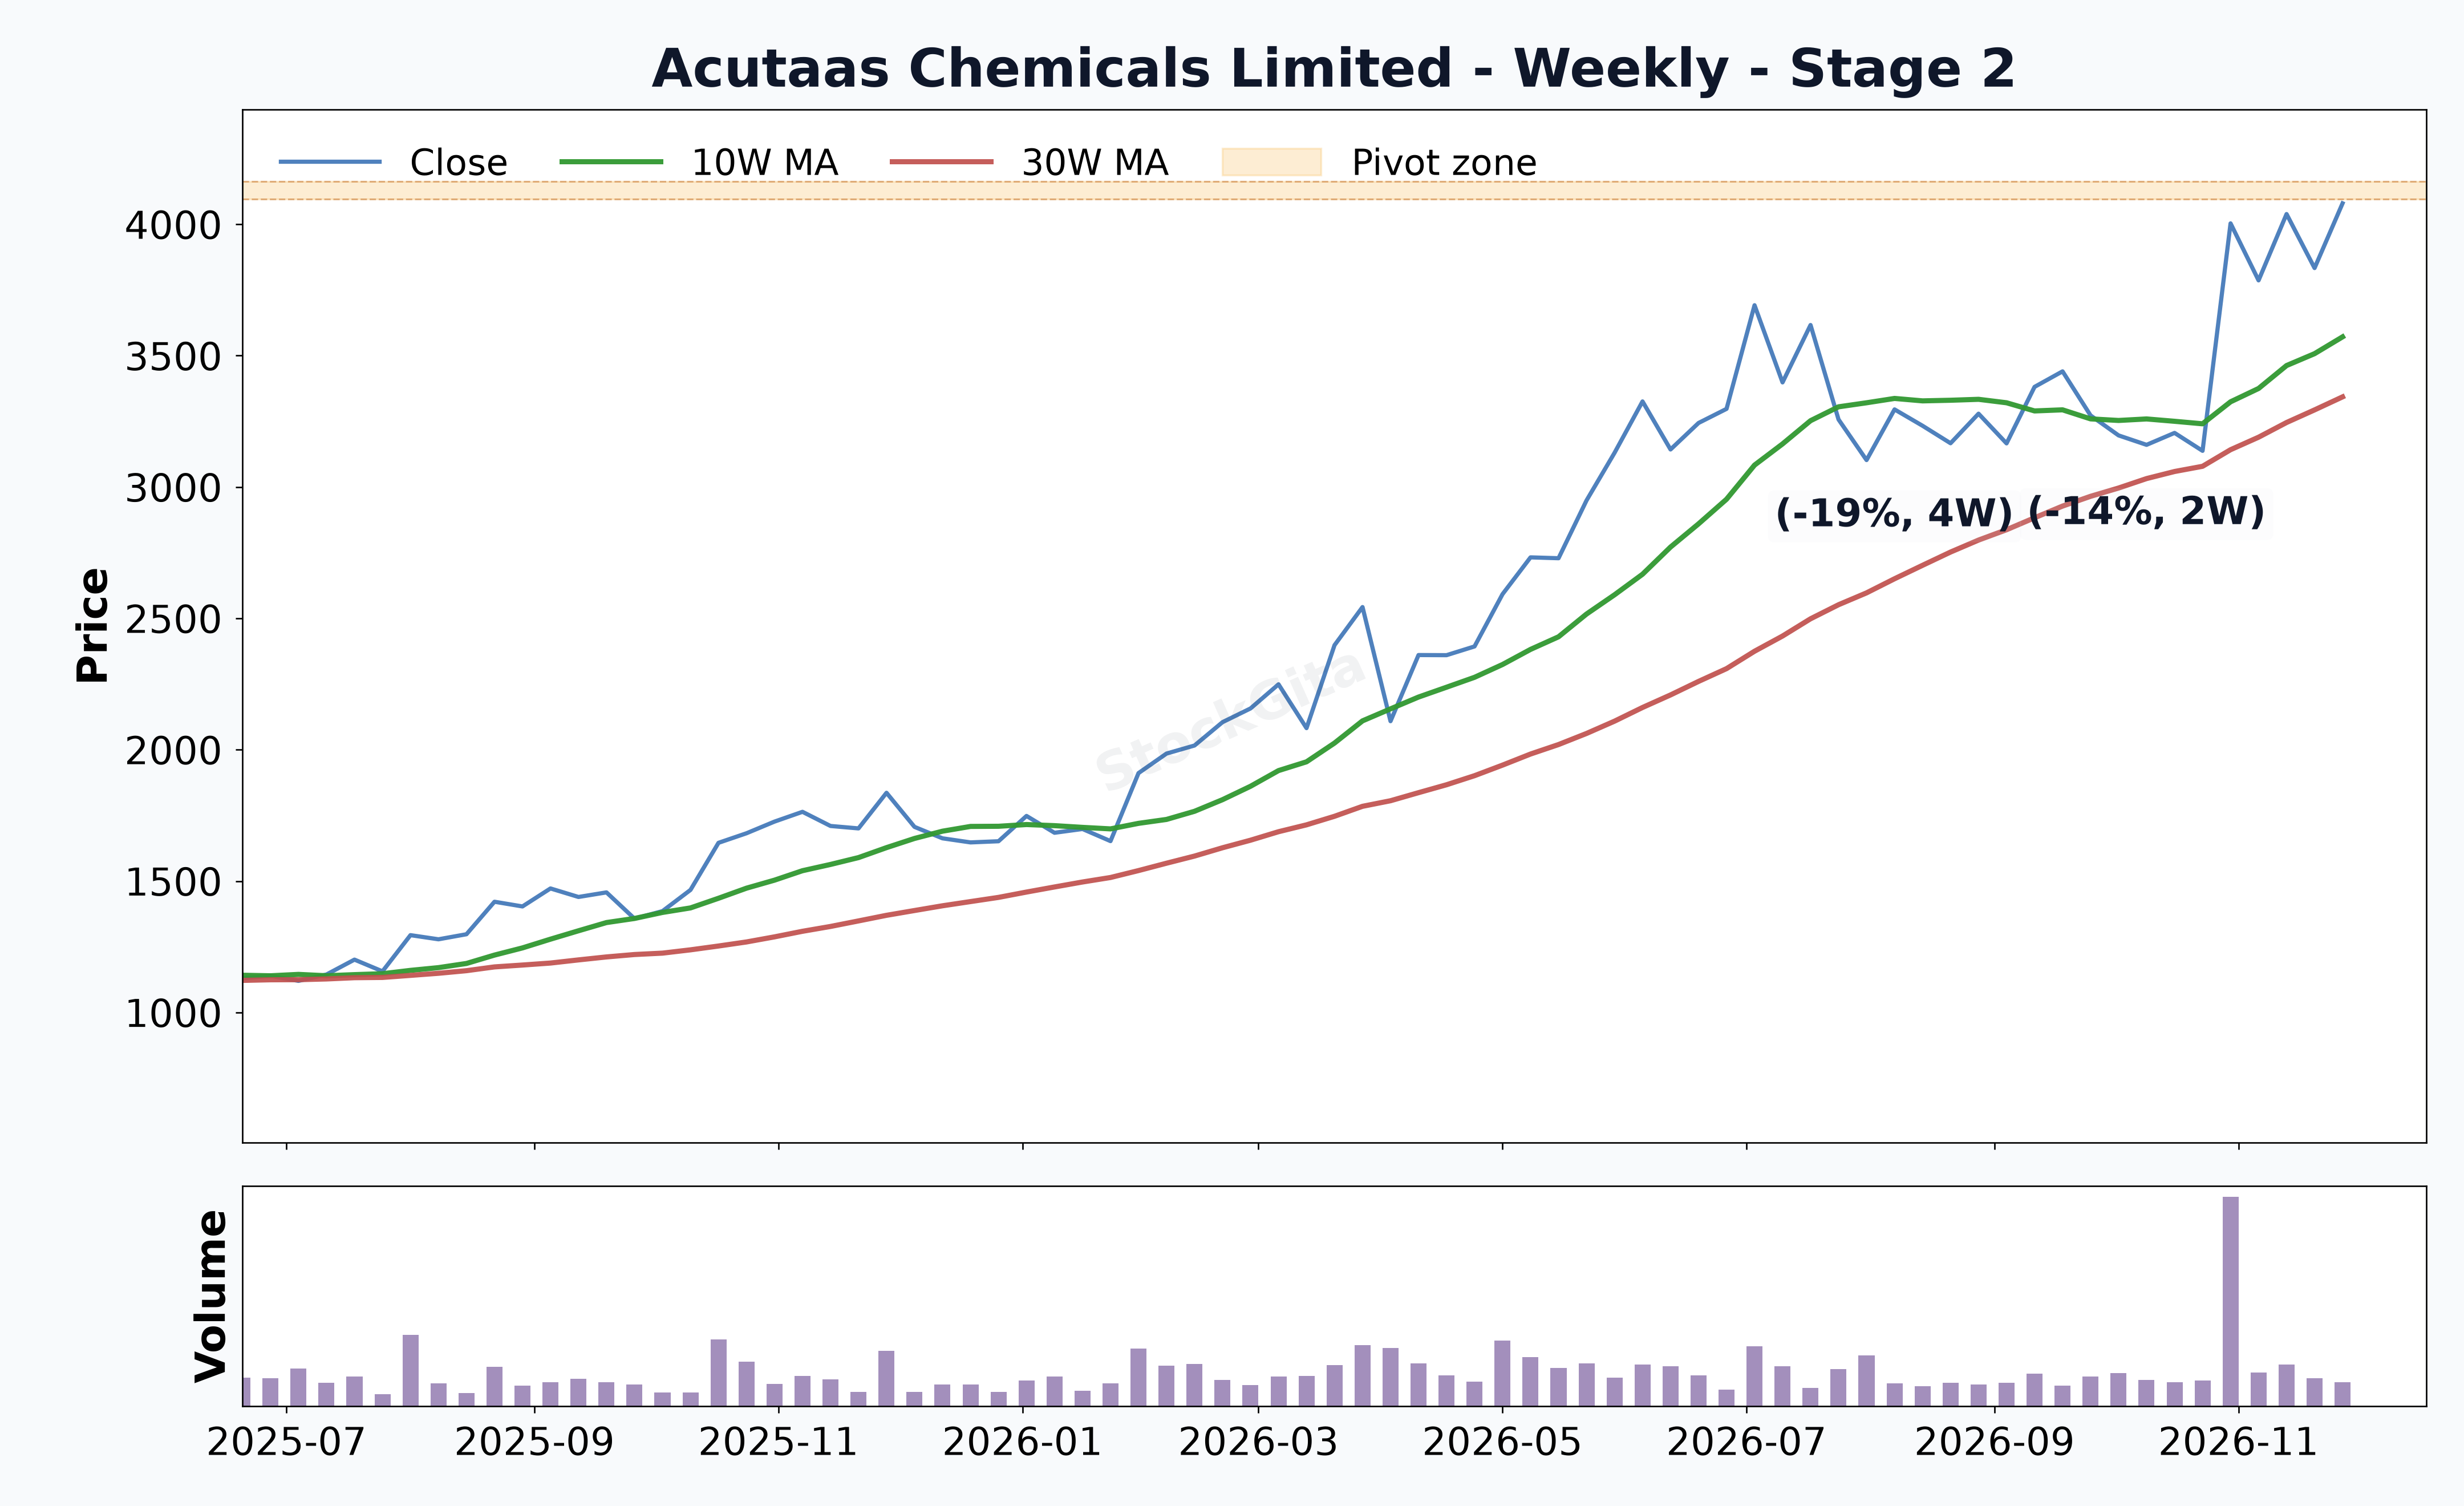 Acutaas Chemicals Limited - Weekly - Stage 2
Close 10W MA 30W MA Pivot zone
4000
3500
3000
2500
2000
1500
1000
Price
(-19%, 4W) (-14%, 2W)
StockGita
Volume
2025-07 2025-09 2025-11 2026-01 2026-03 2026-05 2026-07 2026-09 2026-11